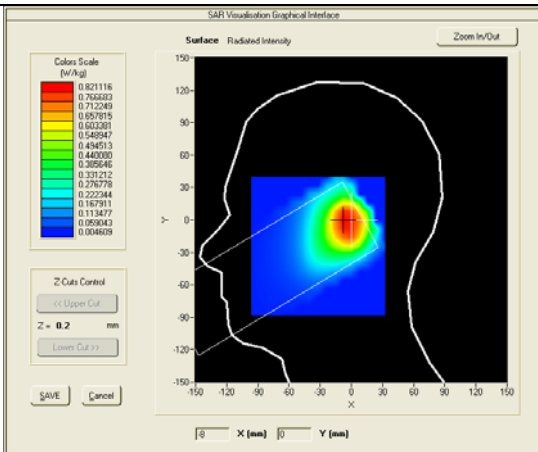 SAR Visualisation Graphical Interface
Surface Radiated Intensity
Zoom In/Out
Colors Scale
(W/kg)
0.821116
0.766683
0.712249
0.657815
0.603381
0.548947
0.494513
0.440080
0.385646
0.331212
0.276778
0.222344
0.167911
0.113477
0.059043
0.004609
Z Cuts Control
<< Upper Cut
Z = 0.2 mm
Lower Cut >>
SAVE Cancel
150
120
90
60
30
0
-30
-60
-90
-120
-150
Y
-150 -120 -90 -60 -30 0 30 60 90 120 150
X
-8 X (mm) 0 Y (mm)